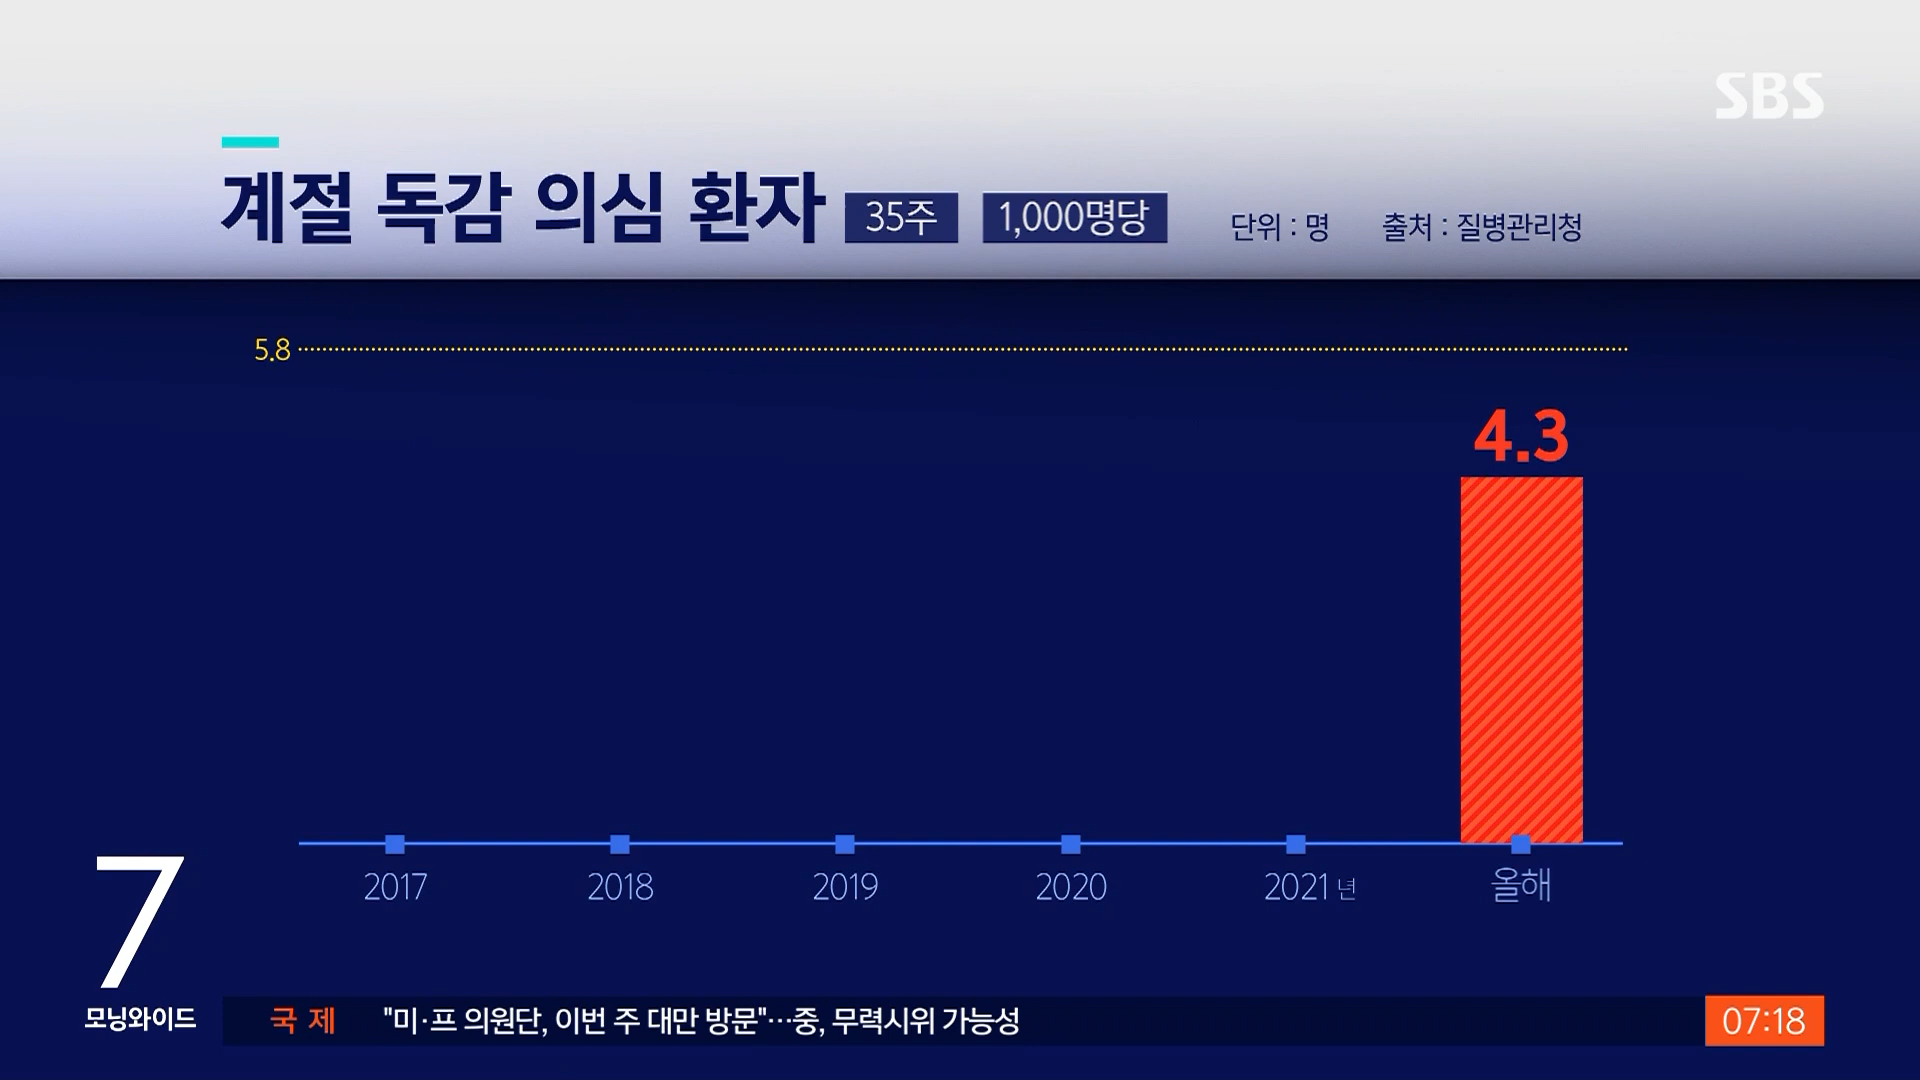 SBS
계절 독감 의심 환자 35주 1,000명당 단위 : 명 출처 : 질병관리청
5.8
4.3
2017 2018 2019 2020 2021 년 올해
7
모닝와이드 국 제 "미·프 의원단, 이번 주 대만 방문"…중, 무력시위 가능성 07:18